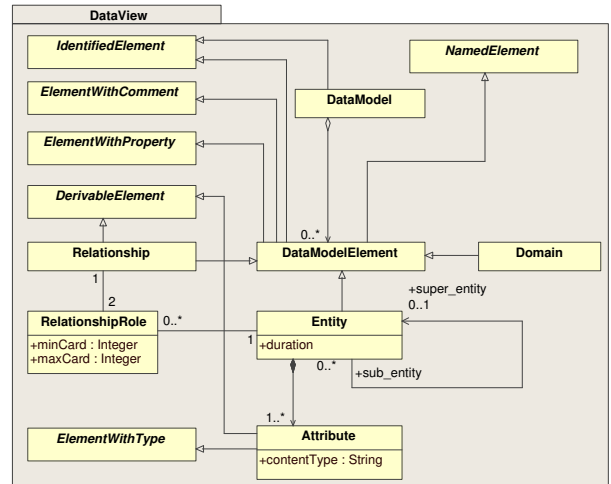 DataView
IdentifiedElement
NamedElement
ElementWithComment
DataModel
ElementWithProperty
DerivableElement
0..*
Relationship
DataModelElement
Domain
1
+super_entity
0..1
2
RelationshipRole
0..*
Entity
+minCard : Integer
1
+duration
+maxCard : Integer
0..*
+sub_entity
1..*
ElementWithType
Attribute
+contentType : String